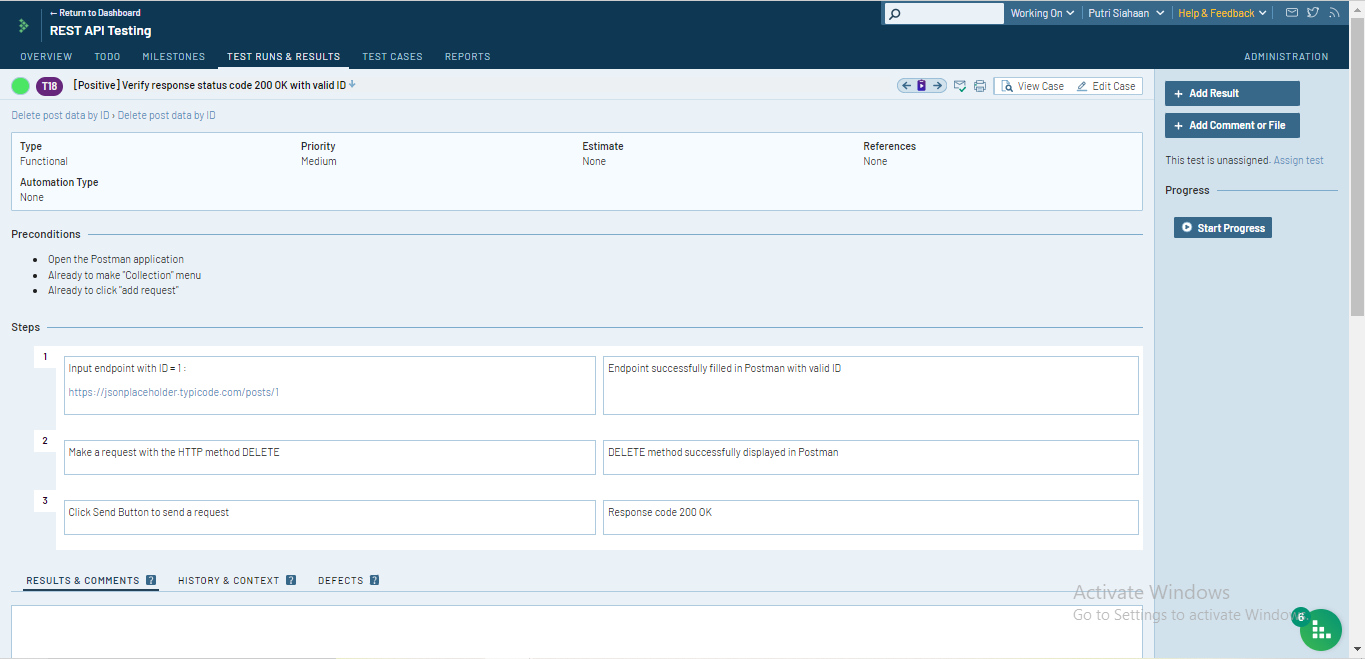 ← Return to Dashboard
REST API Testing
Working On
Putri Siahaan
Help & Feedback
OVERVIEW TODO MILESTONES TEST RUNS & RESULTS TEST CASES REPORTS ADMINISTRATION
T18 [Positive] Verify response status code 200 OK with valid ID
View Case Edit Case
+ Add Result
+ Add Comment or File
This test is unassigned. Assign test
Progress
Start Progress
Delete post data by ID › Delete post data by ID
Type Priority Estimate References
Functional Medium None None
Automation Type
None
Preconditions
• Open the Postman application
• Already to make "Collection" menu
• Already to click "add request"
Steps
1
Input endpoint with ID = 1 :
https://jsonplaceholder.typicode.com/posts/1
Endpoint successfully filled in Postman with valid ID
2
Make a request with the HTTP method DELETE
DELETE method successfully displayed in Postman
3
Click Send Button to send a request
Response code 200 OK
RESULTS & COMMENTS ? HISTORY & CONTEXT ? DEFECTS ?
Activate Windows
Go to Settings to activate Windows
6